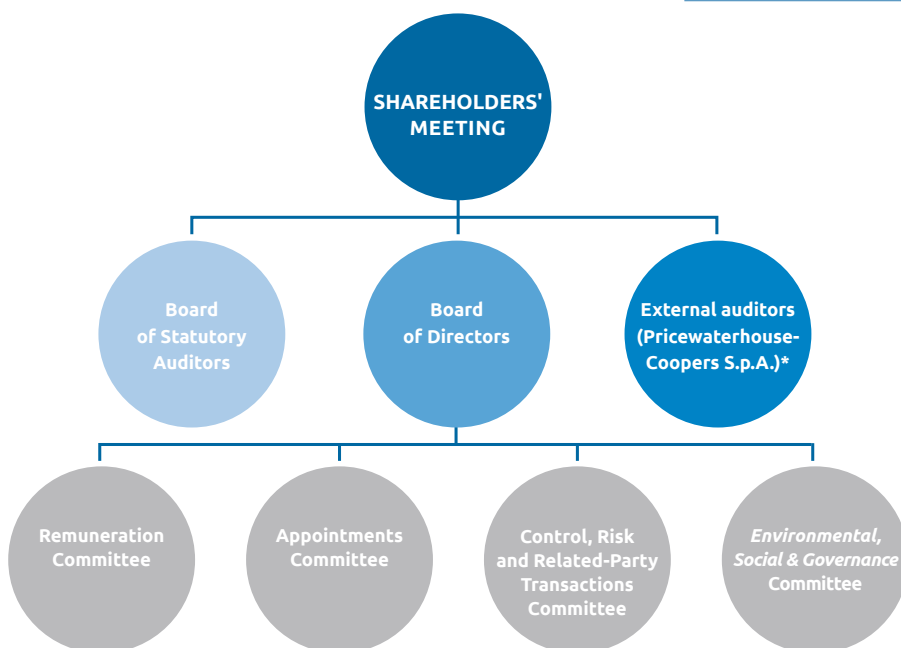 SHAREHOLDERS'
MEETING
Board
of Statutory
Auditors
Board
of Directors
External auditors
(Pricewaterhouse-
Coopers S.p.A.)*
Remuneration
Committee
Appointments
Committee
Control, Risk
and Related-Party
Transactions
Committee
Environmental,
Social & Governance
Committee